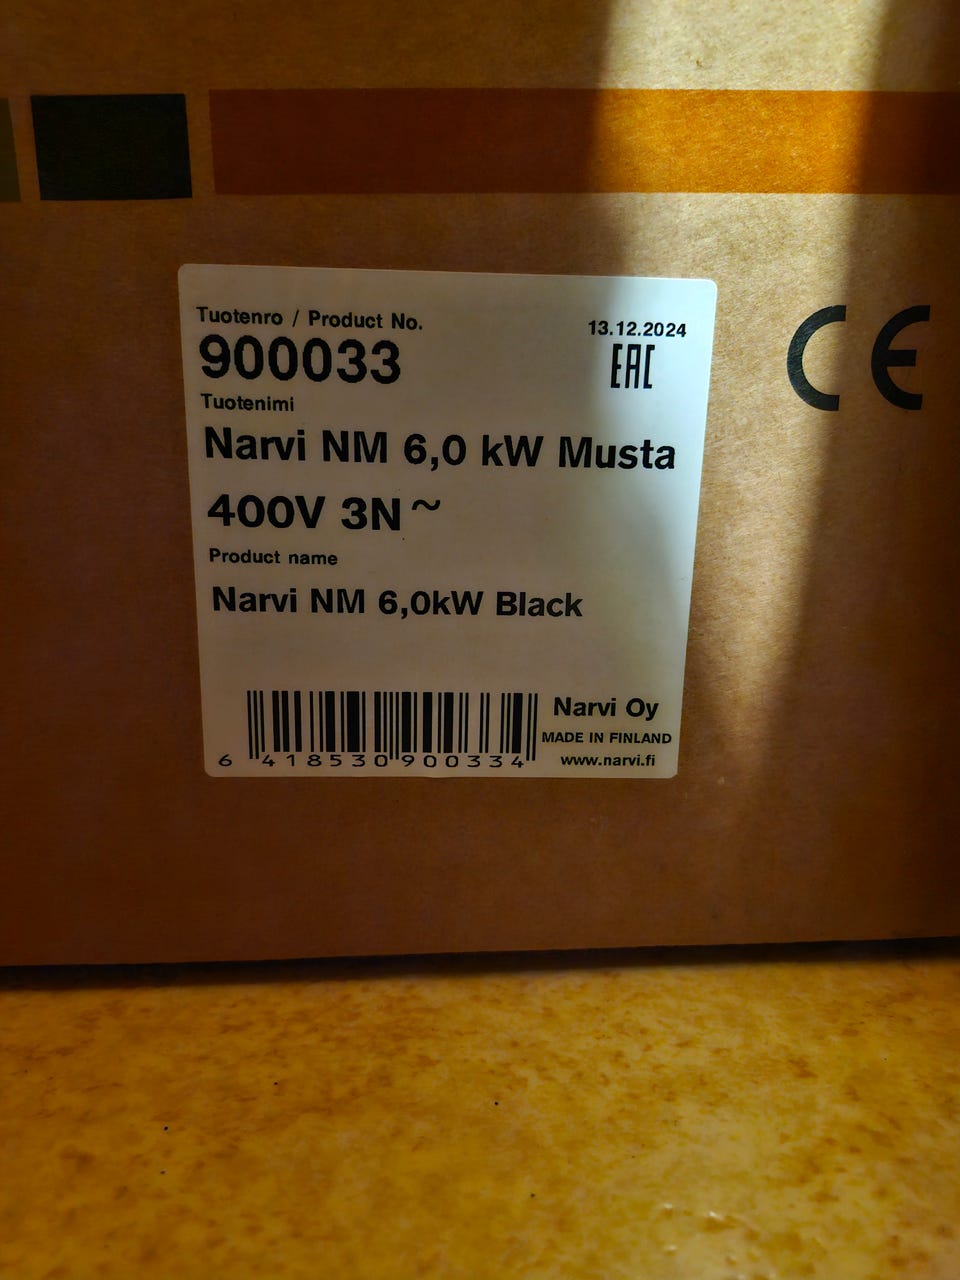 Tuotenro / Product No.
900033
13.12.2024
EAC
Tuotenimi
Narvi NM 6,0 kW Musta
400V 3N~
Product name
Narvi NM 6,0kW Black
6 418530 900334
Narvi Oy
MADE IN FINLAND
www.narvi.fi
CE